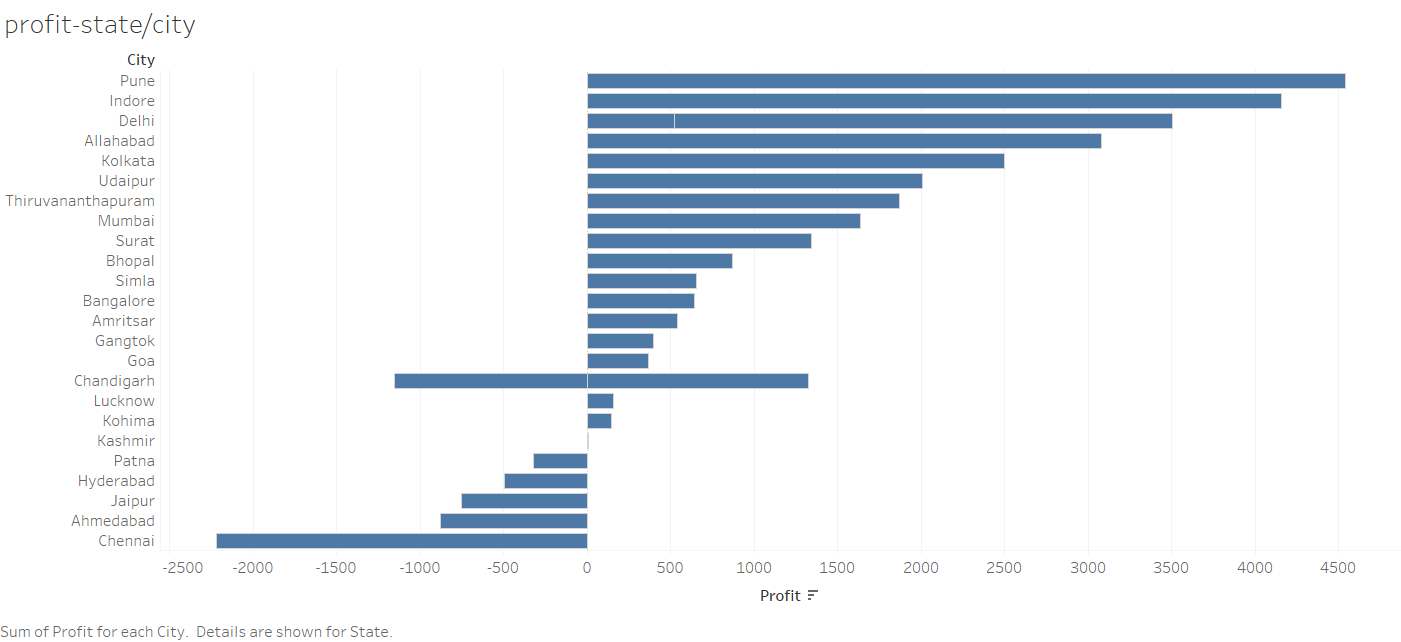 profit-state/city
City
Pune
Indore
Delhi
Allahabad
Kolkata
Udaipur
Thiruvananthapuram
Mumbai
Surat
Bhopal
Simla
Bangalore
Amritsar
Gangtok
Goa
Chandigarh
Lucknow
Kohima
Kashmir
Patna
Hyderabad
Jaipur
Ahmedabad
Chennai
-2500 -2000 -1500 -1000 -500 0 500 1000 1500 2000 2500 3000 3500 4000 4500
Profit
Sum of Profit for each City. Details are shown for State.